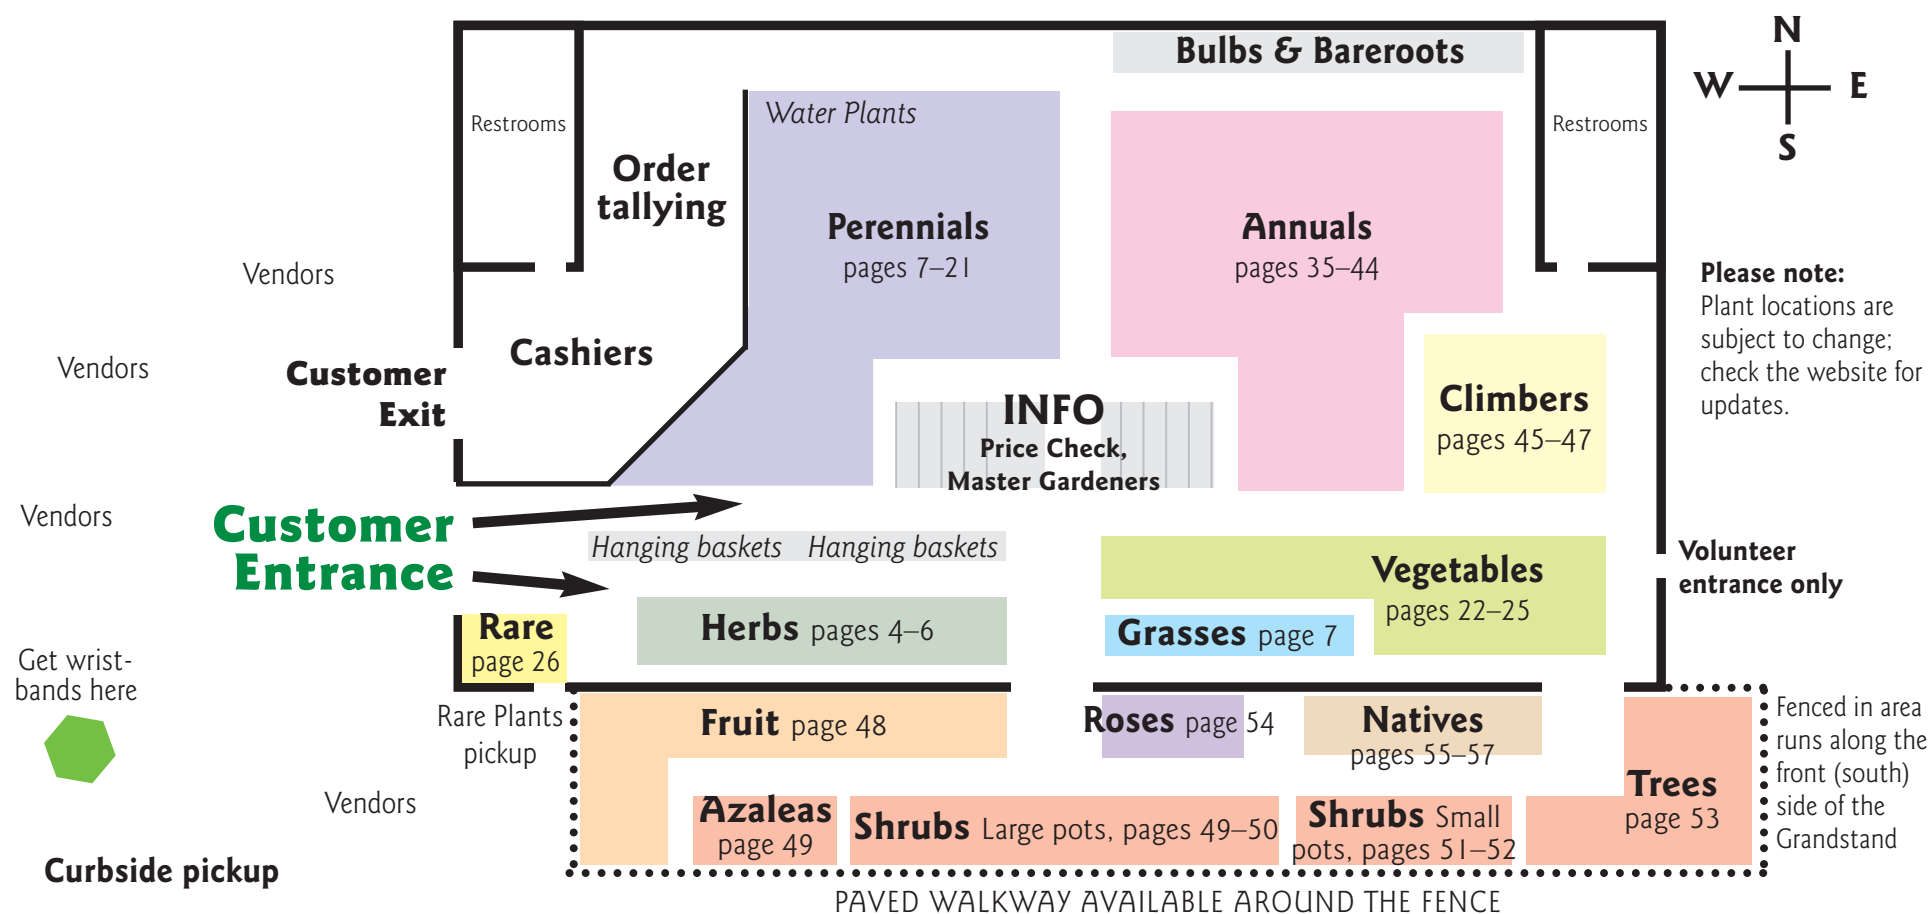 N
W E
S
Bulbs & Bareroots
Restrooms
Water Plants
Restrooms
Order
tallying
Perennials
pages 7–21
Annuals
pages 35–44
Vendors
Please note:
Plant locations are
subject to change;
check the website for
updates.
Cashiers
Vendors
Customer
Exit
INFO
Price Check,
Master Gardeners
Climbers
pages 45–47
Vendors
Customer
Entrance
Hanging baskets Hanging baskets
Vegetables
pages 22–25
Volunteer
entrance only
Rare
page 26
Herbs pages 4–6
Grasses page 7
Get wrist-
bands here
Rare Plants
pickup
Fruit page 48
Roses page 54
Natives
pages 55–57
Fenced in area
runs along the
front (south)
side of the
Grandstand
Trees
page 53
Vendors
Azaleas
page 49
Shrubs Large pots, pages 49–50
Shrubs Small
pots, pages 51–52
Curbside pickup
PAVED WALKWAY AVAILABLE AROUND THE FENCE